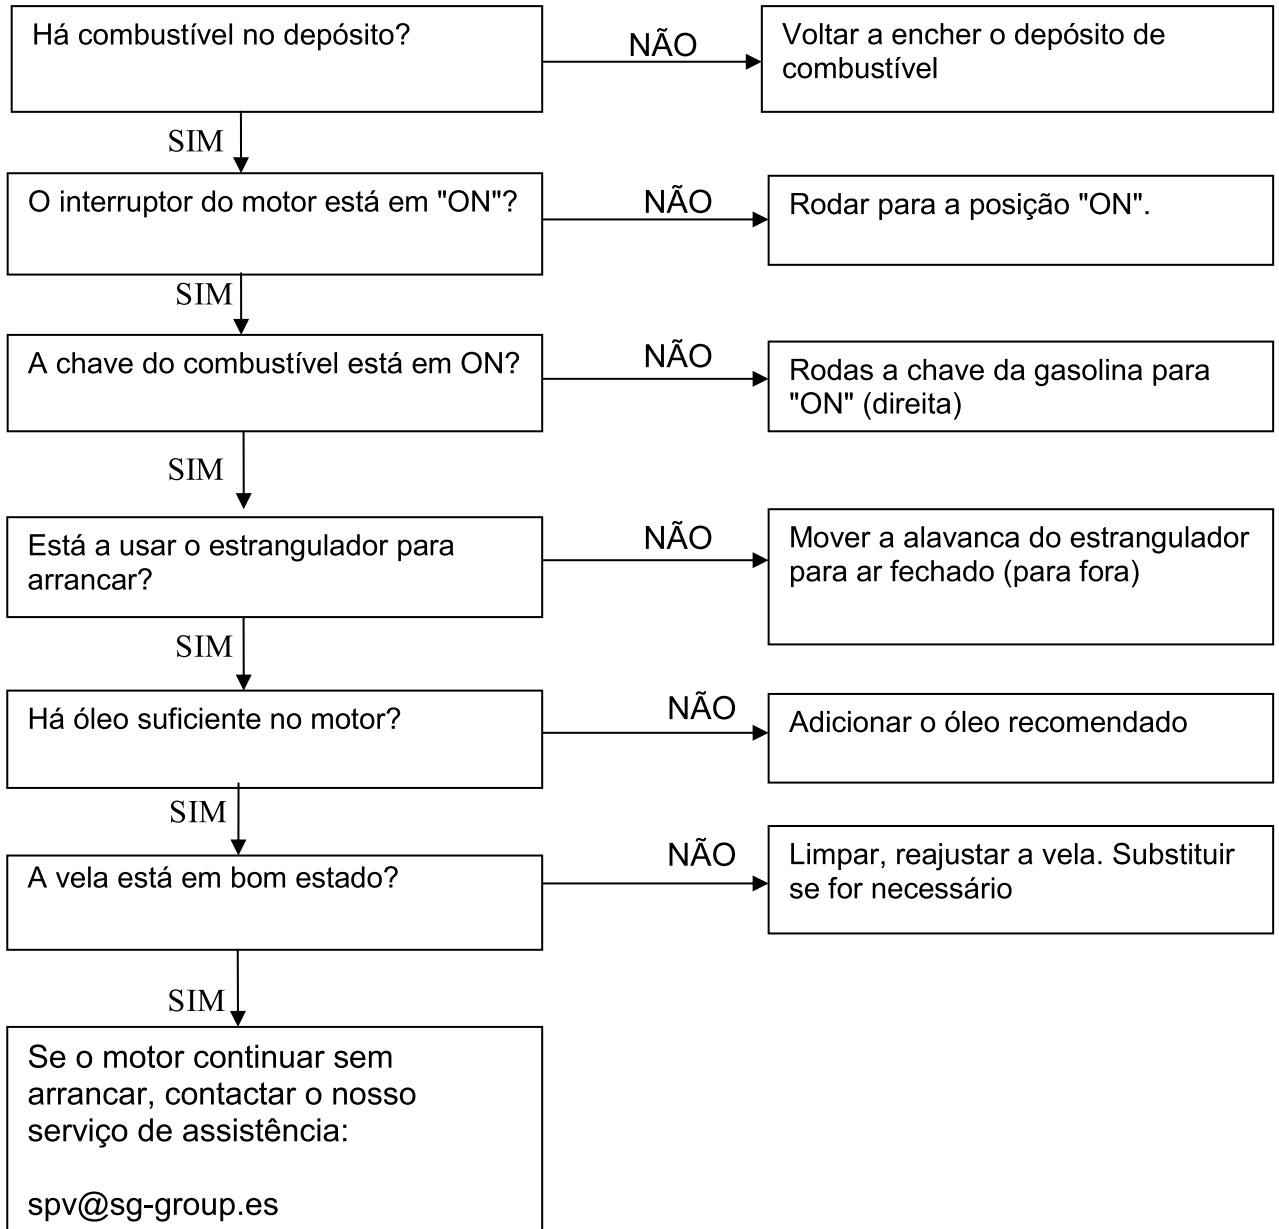 Há combustível no depósito?
NÃO
Voltar a encher o depósito de
combustível
SIM
O interruptor do motor está em "ON"?
NÃO
Rodar para a posição "ON".
SIM
A chave do combustível está em ON?
NÃO
Rodas a chave da gasolina para
"ON" (direita)
SIM
Está a usar o estrangulador para
arrancar?
NÃO
Mover a alavanca do estrangulador
para ar fechado (para fora)
SIM
Há óleo suficiente no motor?
NÃO
Adicionar o óleo recomendado
SIM
A vela está em bom estado?
NÃO
Limpar, reajustar a vela. Substituir
se for necessário
SIM
Se o motor continuar sem
arrancar, contactar o nosso
serviço de assistência:
spv@sg-group.es